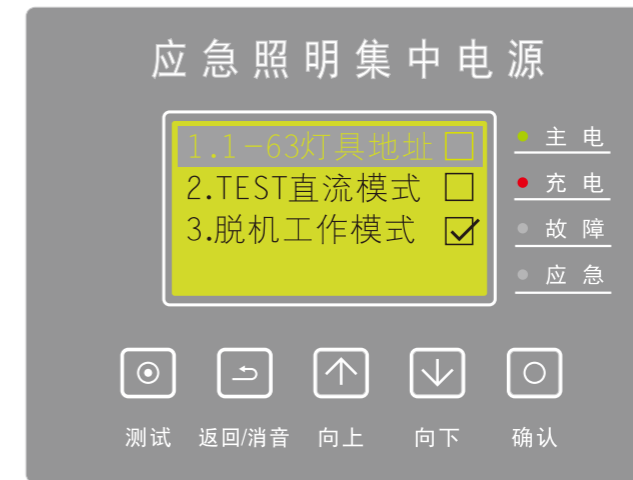 应急照明集中电源
1.1-63灯具地址
2.TEST直流模式
3.脱机工作模式
主电
充电
故障
应急
测试 返回/消音 向上 向下 确认